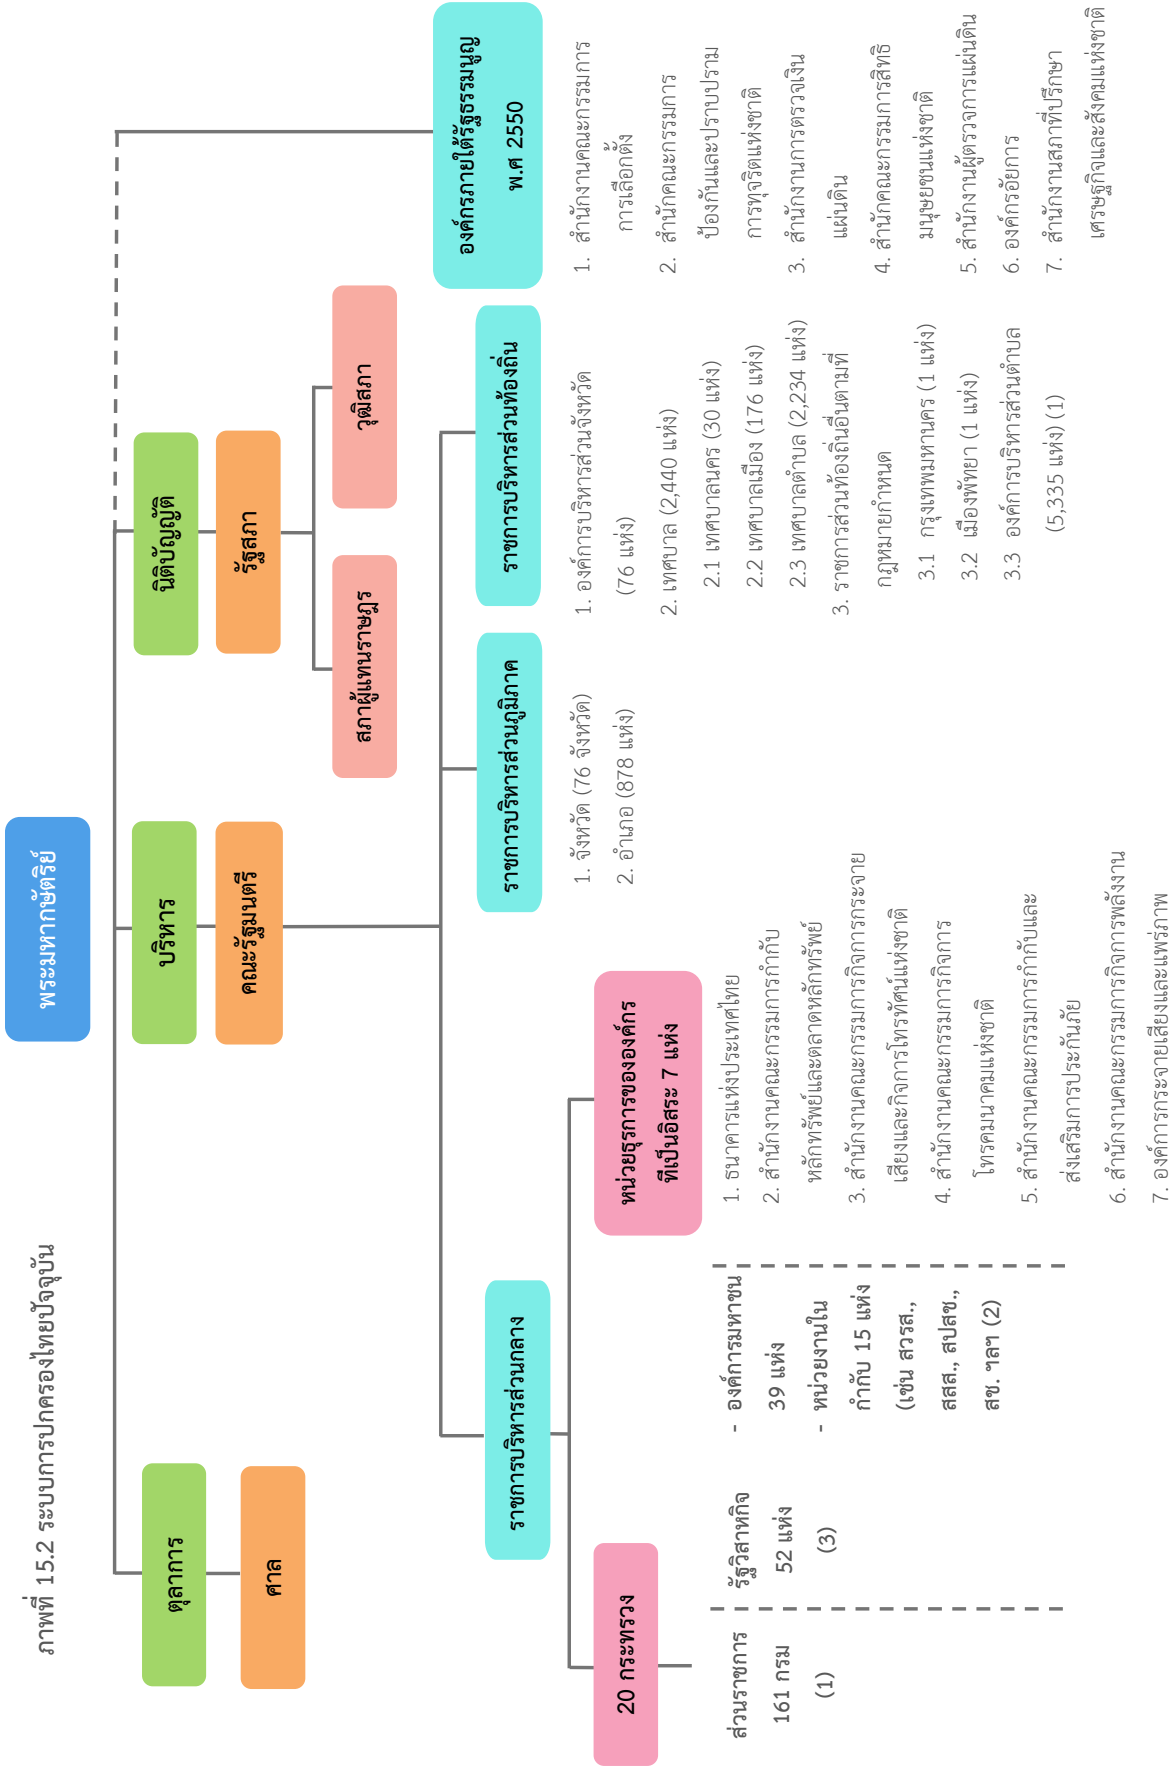 ภาพที่ 15.2 ระบบการปกครองไทยปัจจุบัน
พระมหากษัตริย์
ตุลาการ
ศาล
บริหาร
คณะรัฐมนตรี
นิติบัญญัติ
รัฐสภา
สภาผู้แทนราษฎร
วุฒิสภา
ราชการบริหารส่วนกลาง
20 กระทรวง
ส่วนราชการ
161 กรม
(1)
รัฐวิสาหกิจ
52 แห่ง
(3)
- องค์การมหาชน
39 แห่ง
- หน่วยงานใน
กำกับ 15 แห่ง
(เช่น สวรส.,
สสส., สปสช.,
สช. ฯลฯ (2)
หน่วยธุรการขององค์กร
ที่เป็นอิสระ 7 แห่ง
1. ธนาคารแห่งประเทศไทย
2. สำนักงานคณะกรรมการกำกับ
หลักทรัพย์และตลาดหลักทรัพย์
3. สำนักงานคณะกรรมการกิจการกระจาย
เสียงและกิจการโทรทัศน์แห่งชาติ
4. สำนักงานคณะกรรมการกิจการ
โทรคมนาคมแห่งชาติ
5. สำนักงานคณะกรรมการกำกับและ
ส่งเสริมการประกันภัย
6. สำนักงานคณะกรรมการกิจการพลังงาน
7. องค์การกระจายเสียงและแพร่ภาพ
ราชการบริหารส่วนภูมิภาค
1. จังหวัด (76 จังหวัด)
2. อำเภอ (878 แห่ง)
ราชการบริหารส่วนท้องถิ่น
1. องค์การบริหารส่วนจังหวัด
(76 แห่ง)
2. เทศบาล (2,440 แห่ง)
2.1 เทศบาลนคร (30 แห่ง)
2.2 เทศบาลเมือง (176 แห่ง)
2.3 เทศบาลตำบล (2,234 แห่ง)
3. ราชการส่วนท้องถิ่นอื่นตามที่
กฎหมายกำหนด
3.1 กรุงเทพมหานคร (1 แห่ง)
3.2 เมืองพัทยา (1 แห่ง)
3.3 องค์การบริหารส่วนตำบล
(5,335 แห่ง) (1)
องค์กรภายใต้รัฐธรรมนูญ
พ.ศ 2550
1. สำนักงานคณะกรรมการ
การเลือกตั้ง
2. สำนักคณะกรรมการ
ป้องกันและปราบปราม
การทุจริตแห่งชาติ
3. สำนักงานการตรวจเงิน
แผ่นดิน
4. สำนักคณะกรรมการสิทธิ
มนุษยชนแห่งชาติ
5. สำนักงานผู้ตรวจการแผ่นดิน
6. องค์กรอัยการ
7. สำนักงานสภาที่ปรึกษา
เศรษฐกิจและสังคมแห่งชาติ